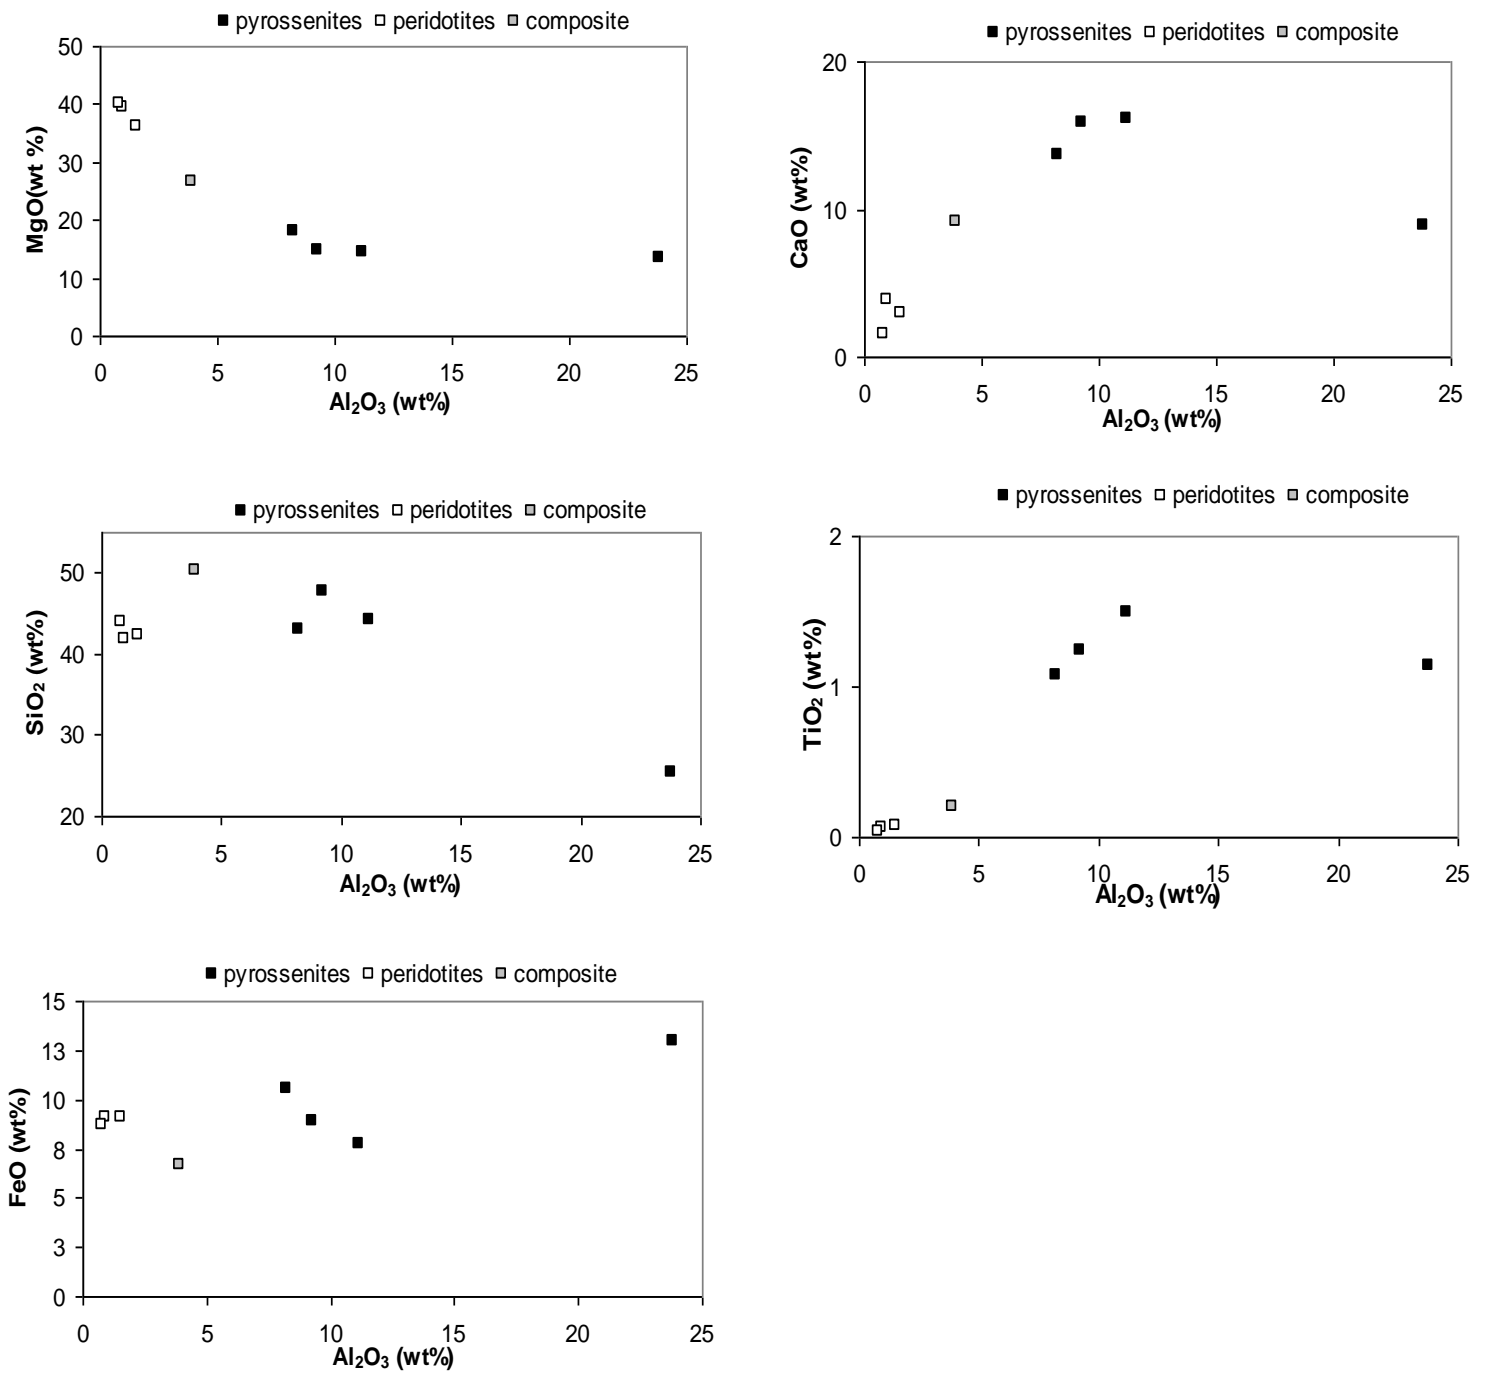 pyrossenites peridotites composite
50
40
30
20
10
0
MgO(wt %)
0 5 10 15 20 25
Al2O3 (wt%)
pyrossenites peridotites composite
20
10
0
CaO (wt%)
0 5 10 15 20 25
Al2O3 (wt%)
pyrossenites peridotites composite
50
40
30
20
SiO2 (wt%)
0 5 10 15 20 25
Al2O3 (wt%)
pyrossenites peridotites composite
2
1
0
TiO2 (wt%)
0 5 10 15 20 25
Al2O3 (wt%)
pyrossenites peridotites composite
15
13
10
8
5
3
0
FeO (wt%)
0 5 10 15 20 25
Al2O3 (wt%)